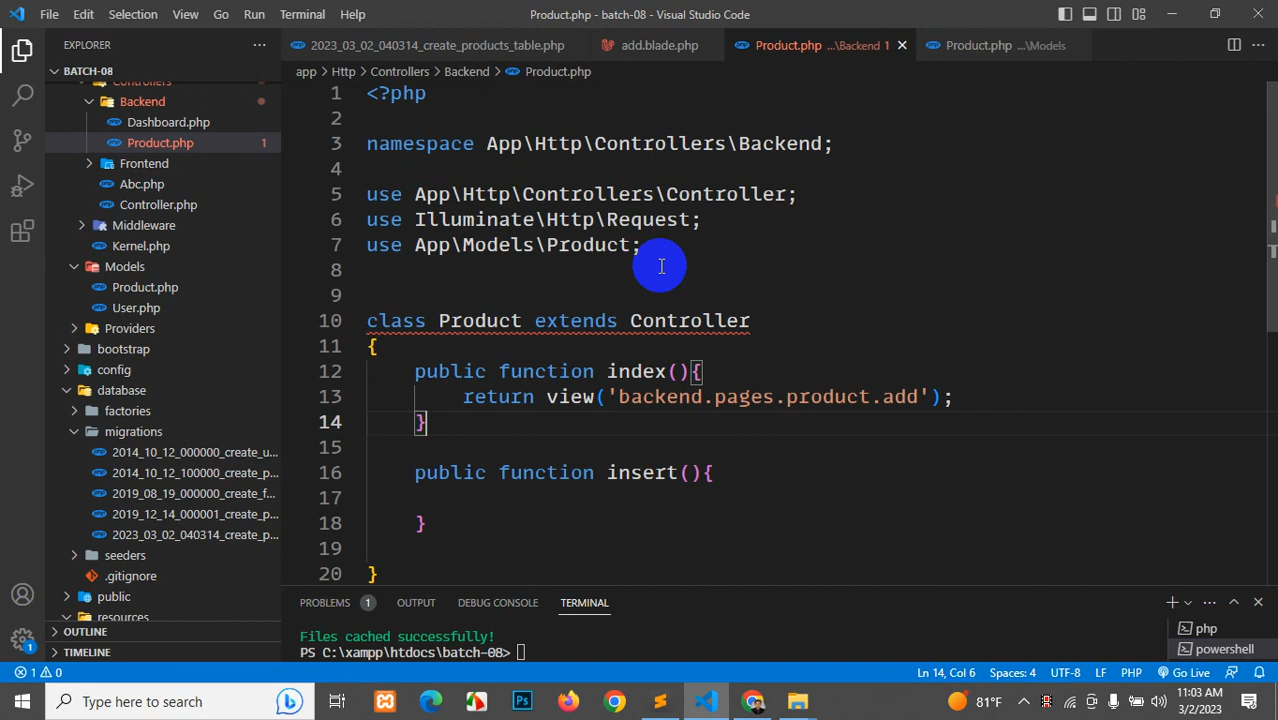 File Edit Selection View Go Run Terminal Help
Product.php - batch-08 - Visual Studio Code
EXPLORER
2023_03_02_040314_create_products_table.php
add.blade.php
Product.php ...\Backend 1
Product.php ...\Models
BATCH-08
app > Http > Controllers > Backend > Product.php
Controllers
Backend
Dashboard.php
Product.php 1
Frontend
Abc.php
Controller.php
Middleware
Kernel.php
Models
Product.php
User.php
Providers
bootstrap
config
database
factories
migrations
2014_10_12_000000_create_u...
2014_10_12_100000_create_p...
2019_08_19_000000_create_f...
2019_12_14_000001_create_p...
2023_03_02_040314_create_p...
seeders
.gitignore
public
resources
OUTLINE
TIMELINE
1 <?php
2
3 namespace App\Http\Controllers\Backend;
4
5 use App\Http\Controllers\Controller;
6 use Illuminate\Http\Request;
7 use App\Models\Product;
8
9
10 class Product extends Controller
11 {
12 public function index(){
13 return view('backend.pages.product.add');
14 }
15
16 public function insert(){
17
18 }
19
20 }
PROBLEMS 1 OUTPUT DEBUG CONSOLE TERMINAL
Files cached successfully!
PS C:\xampp\htdocs\batch-08>
php
powershell
1 0
Ln 14, Col 6 Spaces: 4 UTF-8 LF PHP Go Live
1
Type here to search
81°F
11:03 AM
3/2/2023